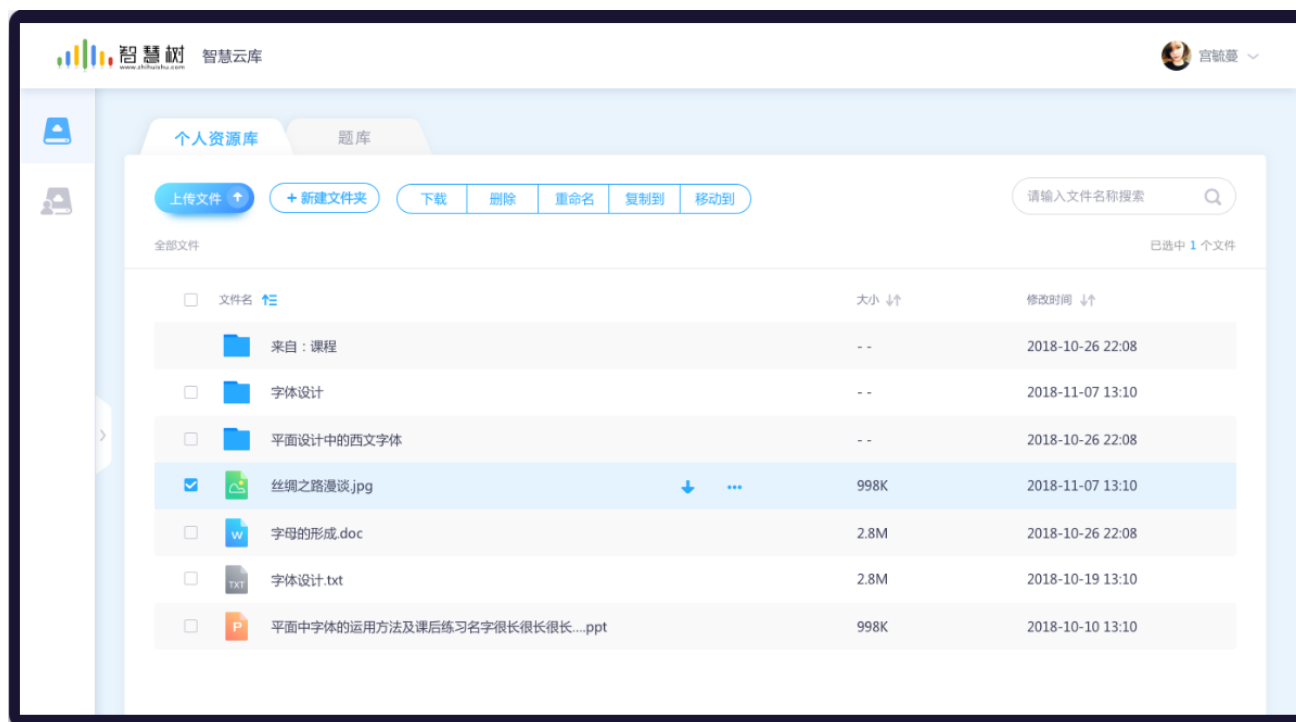 智慧树 智慧云库 宫毓蔓
www.zhihuishu.com
个人资源库 题库
上传文件 + 新建文件夹 下载 删除 重命名 复制到 移动到 请输入文件名称搜索
全部文件 已选中 1 个文件
文件名 大小 修改时间
来自：课程 - - 2018-10-26 22:08
字体设计 - - 2018-11-07 13:10
平面设计中的西文字体 - - 2018-10-26 22:08
丝绸之路漫谈.jpg 998K 2018-11-07 13:10
W 字母的形成.doc 2.8M 2018-10-26 22:08
TXT 字体设计.txt 2.8M 2018-10-19 13:10
P 平面中字体的运用方法及课后练习名字很长很长很长....ppt 998K 2018-10-10 13:10